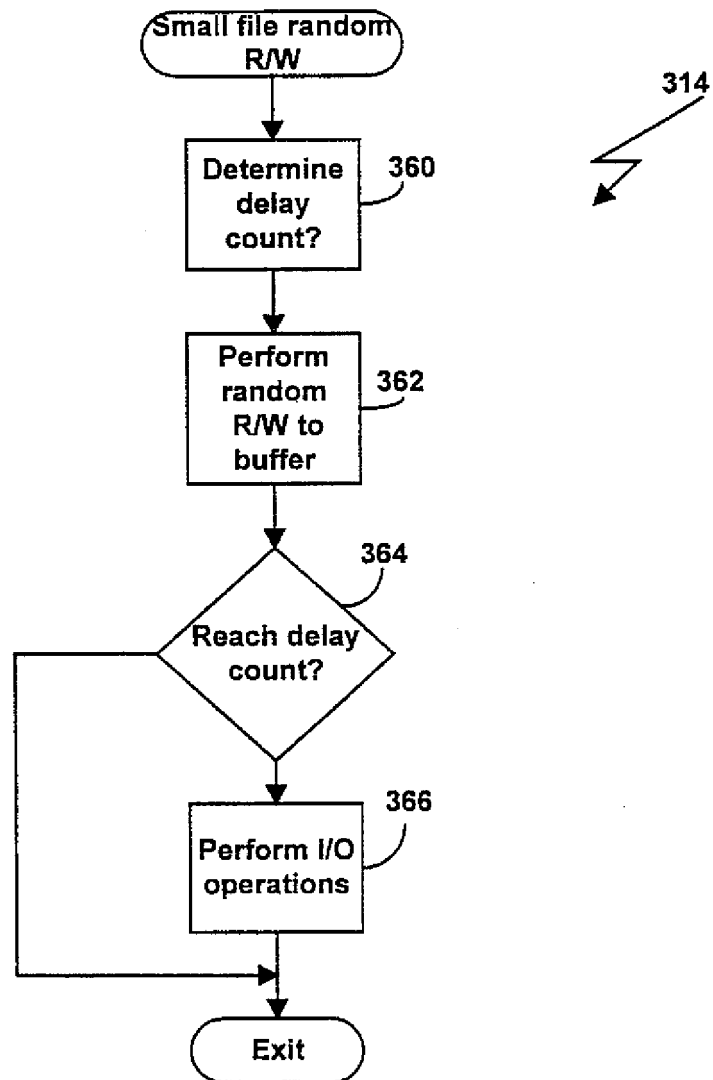 Small file random
R/W
314
Determine
delay
count?
360
Perform
random
R/W to
buffer
362
364
Reach delay
count?
366
Perform I/O
operations
Exit